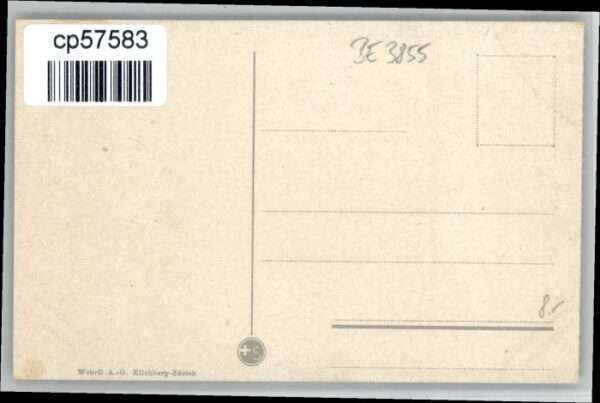 cp57583
BE 3855
8.-
Wehrli A.-G. Kilchberg-Zürich